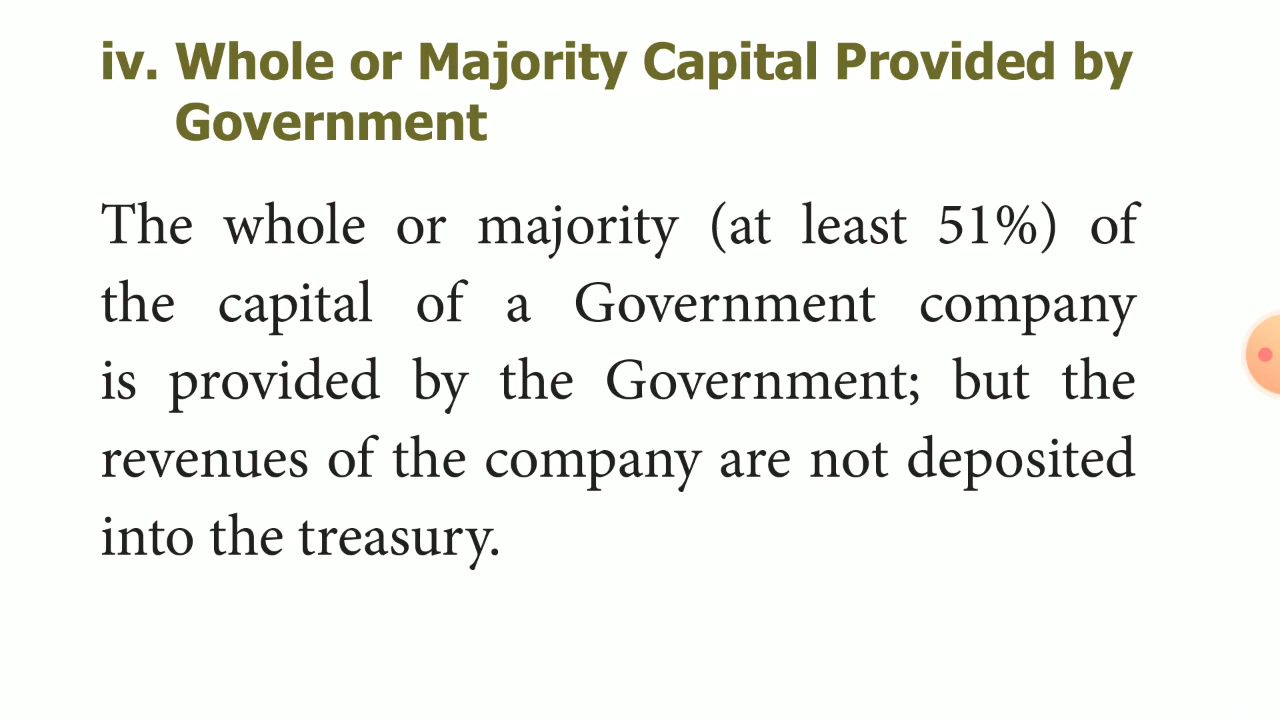 iv. Whole or Majority Capital Provided by
Government
The whole or majority (at least 51%) of
the capital of a Government company
is provided by the Government; but the
revenues of the company are not deposited
into the treasury.